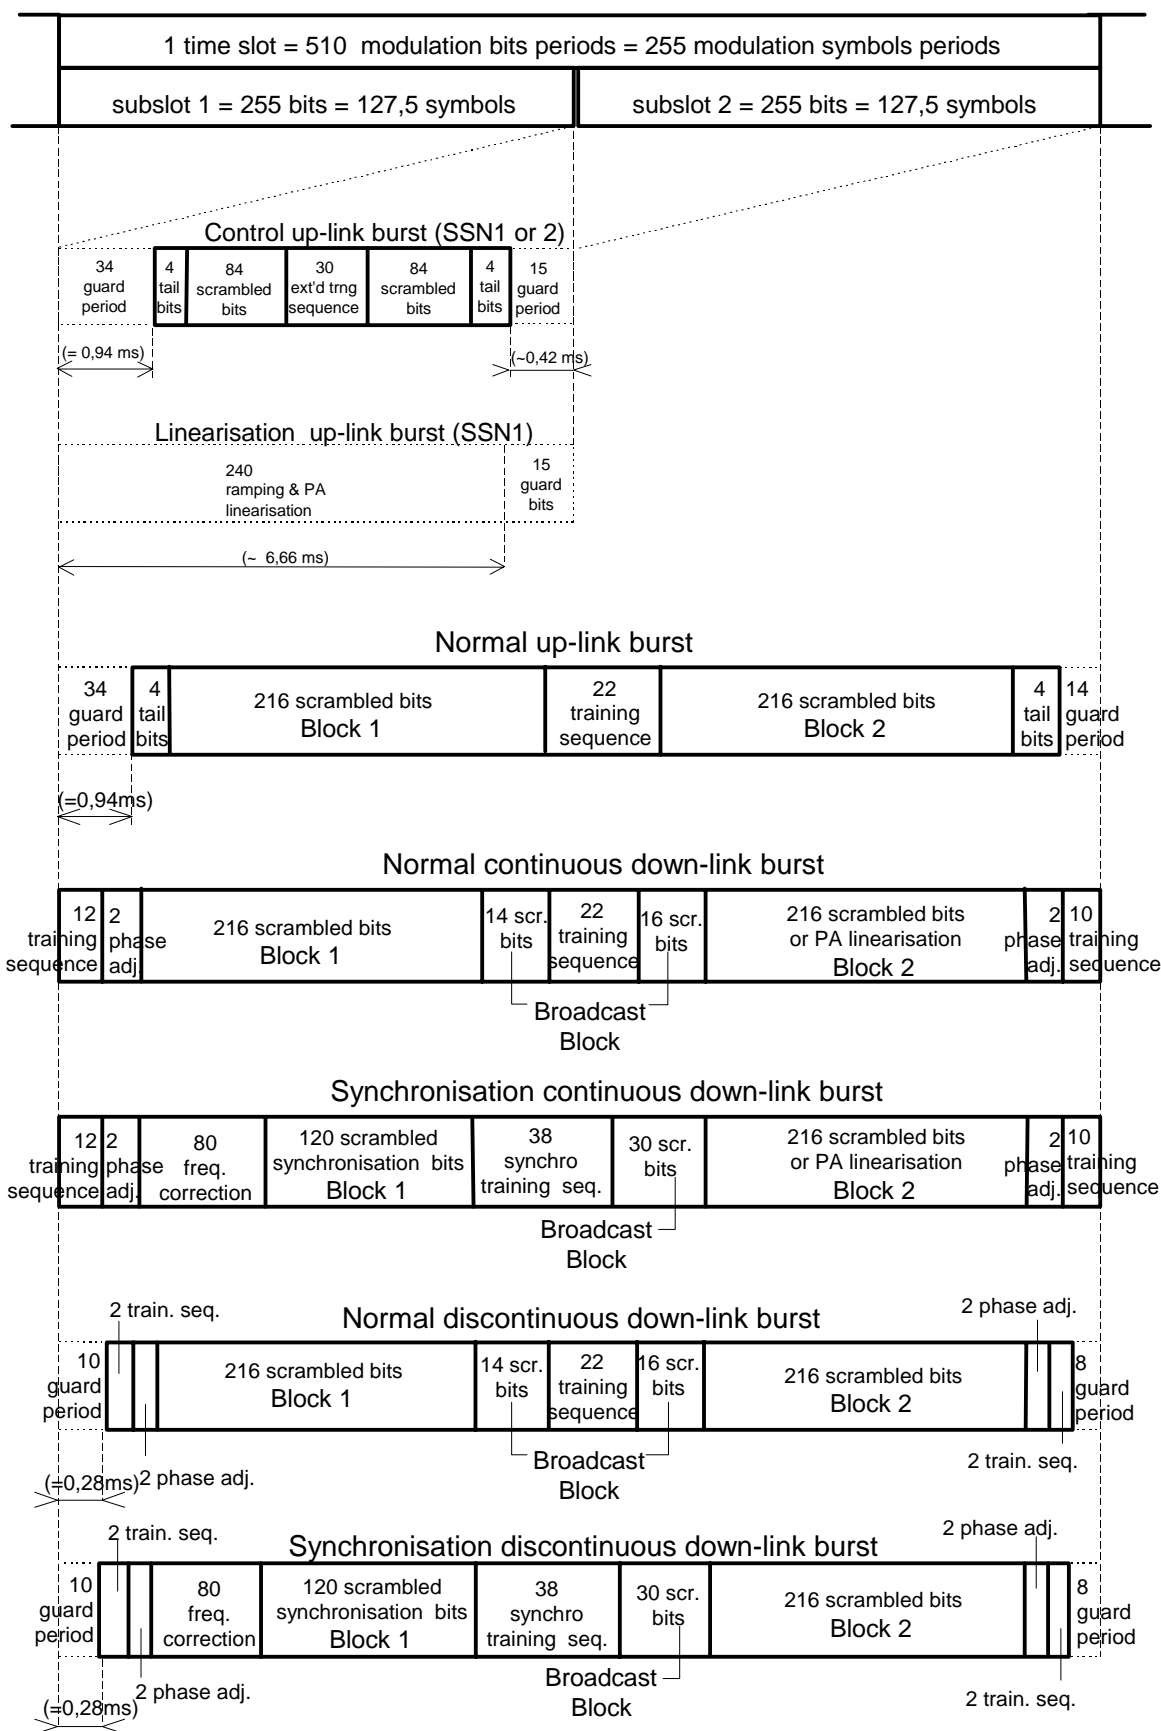 1 time slot = 510 modulation bits periods = 255 modulation symbols periods
subslot 1 = 255 bits = 127,5 symbols
subslot 2 = 255 bits = 127,5 symbols
Control up-link burst (SSN1 or 2)
34
guard
period
4
tail
bits
84
scrambled
bits
30
ext'd trng
sequence
84
scrambled
bits
4
tail
bits
15
guard
period
(= 0,94 ms)
(~0,42 ms)
Linearisation up-link burst (SSN1)
240
ramping & PA
linearisation
15
guard
bits
(~ 6,66 ms)
Normal up-link burst
34
guard
period
4
tail
bits
216 scrambled bits
Block 1
22
training
sequence
216 scrambled bits
Block 2
4
tail
bits
14
guard
period
(=0,94ms)
Normal continuous down-link burst
12
training
sequence
2
phase
adj.
216 scrambled bits
Block 1
14 scr.
bits
22
training
sequence
16 scr.
bits
216 scrambled bits
or PA linearisation
Block 2
2
phase
adj.
10
training
sequence
Broadcast
Block
Synchronisation continuous down-link burst
12
training
sequence
2
phase
adj.
80
freq.
correction
120 scrambled
synchronisation bits
Block 1
38
synchro
training seq.
30 scr.
bits
216 scrambled bits
or PA linearisation
Block 2
2
phase
adj.
10
training
sequence
Broadcast
Block
2 train. seq.
Normal discontinuous down-link burst
2 phase adj.
10
guard
period
216 scrambled bits
Block 1
14 scr.
bits
22
training
sequence
16 scr.
bits
216 scrambled bits
Block 2
8
guard
period
(=0,28ms)
2 phase adj.
Broadcast
Block
2 train. seq.
2 train. seq.
Synchronisation discontinuous down-link burst
2 phase adj.
10
guard
period
80
freq.
correction
120 scrambled
synchronisation bits
Block 1
38
synchro
training seq.
30 scr.
bits
216 scrambled bits
Block 2
8
guard
period
(=0,28ms)
2 phase adj.
Broadcast
Block
2 train. seq.